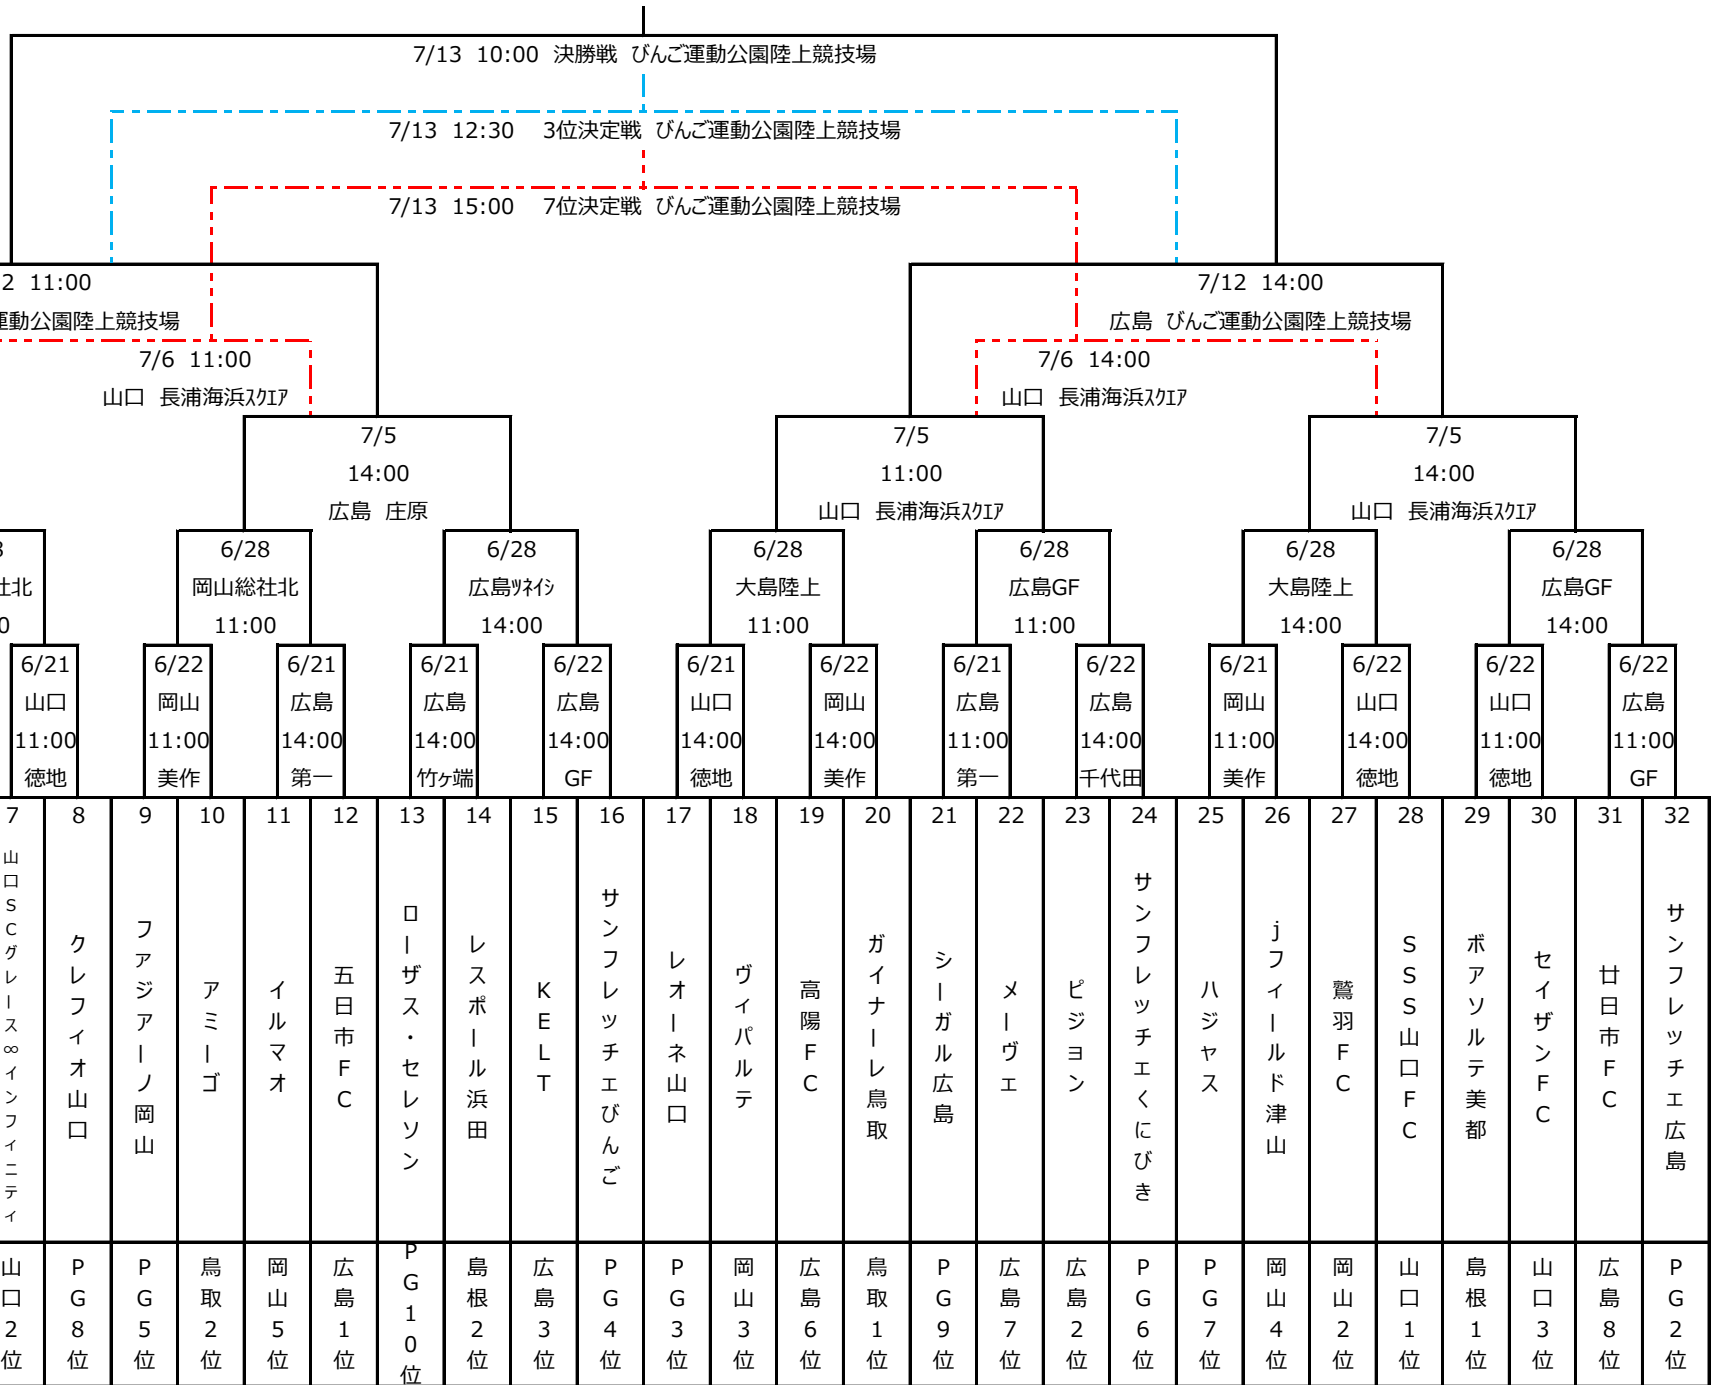 7/13 10:00 決勝戦 びんご運動公園陸上競技場
7/13 12:30 3位決定戦 びんご運動公園陸上競技場
7/13 15:00 7位決定戦 びんご運動公園陸上競技場
2 11:00
7/12 14:00
運動公園陸上競技場
広島 びんご運動公園陸上競技場
7/6 11:00
7/6 14:00
山口 長浦海浜ｽｸｴｱ
山口 長浦海浜ｽｸｴｱ
7/5
7/5
7/5
14:00
11:00
14:00
広島 庄原
山口 長浦海浜ｽｸｴｱ
山口 長浦海浜ｽｸｴｱ
6/28
6/28
6/28
6/28
6/28
6/28
社北
岡山総社北
広島ﾂﾈｲｼ
大島陸上
広島GF
大島陸上
広島GF
0
11:00
14:00
11:00
11:00
14:00
14:00
6/21 山口 11:00 徳地
6/22 岡山 11:00 美作
6/21 広島 14:00 第一
6/21 広島 14:00 竹ヶ端
6/22 広島 14:00 GF
6/21 山口 14:00 徳地
6/22 岡山 14:00 美作
6/21 広島 11:00 第一
6/22 広島 14:00 千代田
6/21 岡山 11:00 美作
6/22 山口 14:00 徳地
6/22 山口 11:00 徳地
6/22 広島 11:00 GF
7 山口SCグレース∞インフィニティ 山口2位
8 クレフィオ山口 PG8位
9 ファジアーノ岡山 PG5位
10 アミーゴ 鳥取2位
11 イルマオ 岡山5位
12 五日市FC 広島1位
13 ローザス・セレソン PG10位
14 レスポール浜田 島根2位
15 KELT 広島3位
16 サンフレッチェびんご PG4位
17 レオーネ山口 PG3位
18 ヴィパルテ 岡山3位
19 高陽FC 広島6位
20 ガイナーレ鳥取 鳥取1位
21 シーガル広島 PG9位
22 メーヴェ 広島7位
23 ピジョン 広島2位
24 サンフレッチェくにびき PG6位
25 ハジャス PG7位
26 jフィールド津山 岡山4位
27 鷲羽FC 岡山2位
28 SSS山口FC 山口1位
29 ボアソルテ美都 島根1位
30 セイザンFC 山口3位
31 廿日市FC 広島8位
32 サンフレッチェ広島 PG2位